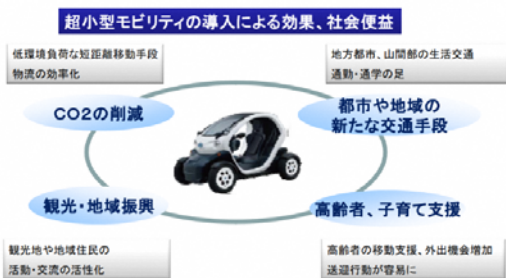 超小型モビリティの導入による効果、社会便益
低環境負荷な短距離移動手段
物流の効率化
地方都市、山間部の生活交通
通勤・通学の足
CO2の削減
都市や地域の
新たな交通手段
観光・地域振興
高齢者、子育て支援
観光地や地域住民の
活動・交流の活性化
高齢者の移動支援、外出機会増加
送迎行動が容易に